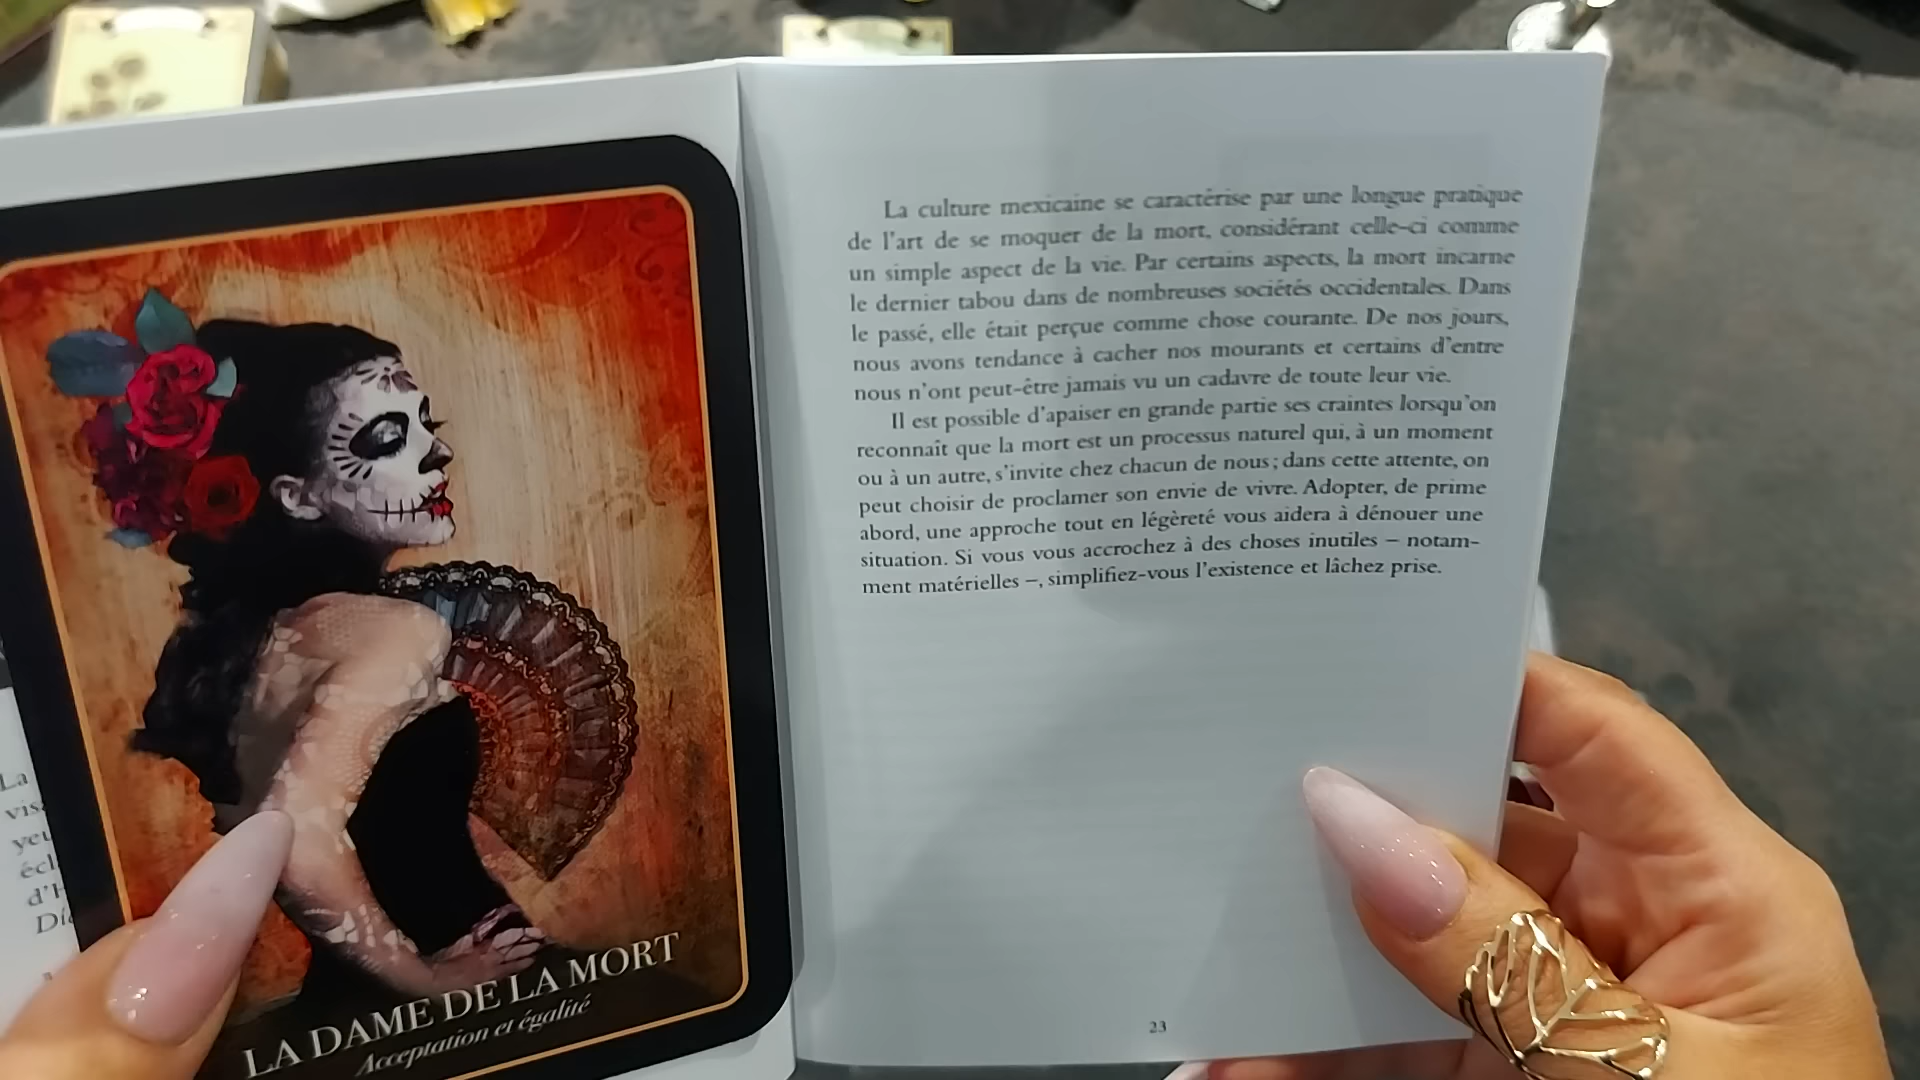 La
vis
yeu
écl
d'H
Día
LA DAME DE LA MORT
Acceptation et égalité
La culture mexicaine se caractérise par une longue pratique
de l'art de se moquer de la mort, considérant celle-ci comme
un simple aspect de la vie. Par certains aspects, la mort incarne
le dernier tabou dans de nombreuses sociétés occidentales. Dans
le passé, elle était perçue comme chose courante. De nos jours,
nous avons tendance à cacher nos mourants et certains d'entre
nous n'ont peut-être jamais vu un cadavre de toute leur vie.
Il est possible d'apaiser en grande partie ses craintes lorsqu'on
reconnaît que la mort est un processus naturel qui, à un moment
ou à un autre, s'invite chez chacun de nous ; dans cette attente, on
peut choisir de proclamer son envie de vivre. Adopter, de prime
abord, une approche tout en légèreté vous aidera à dénouer une
situation. Si vous vous accrochez à des choses inutiles – notam-
ment matérielles –, simplifiez-vous l'existence et lâchez prise.
23